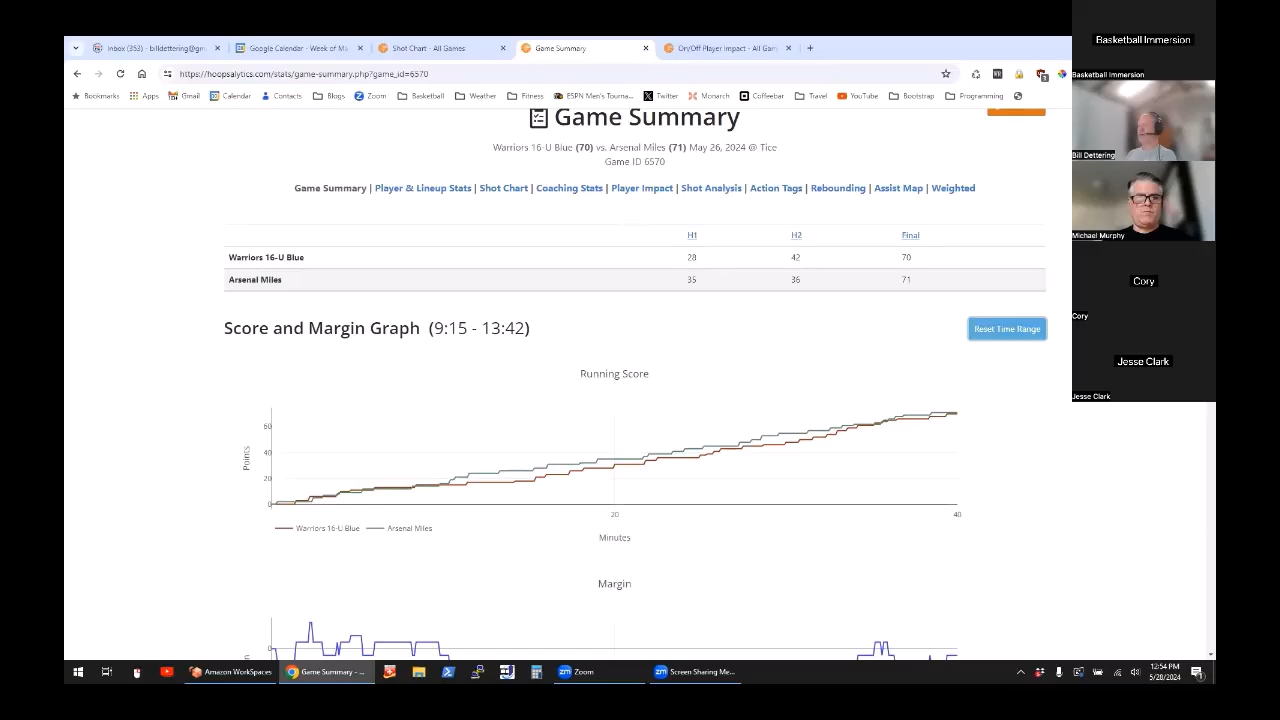 Inbox (353) - billdettering@gm
Google Calendar - Week of Ma
Shot Chart - All Games
Game Summary
On/Off Player Impact - All Gam
https://hoopsalytics.com/stats/game-summary.php?game_id=6570
Bookmarks
Apps
Gmail
Calendar
Contacts
Blogs
Zoom
Basketball
Weather
Fitness
ESPN Men's Tourna...
Twitter
Monarch
Coffeebar
Travel
YouTube
Bootstrap
Programming
Game Summary
Warriors 16-U Blue (70) vs. Arsenal Miles (71) May 26, 2024 @ Tice
Game ID 6570
Game Summary | Player & Lineup Stats | Shot Chart | Coaching Stats | Player Impact | Shot Analysis | Action Tags | Rebounding | Assist Map | Weighted
H1 H2 Final
Warriors 16-U Blue 28 42 70
Arsenal Miles 35 36 71
Score and Margin Graph (9:15 - 13:42)
Reset Time Range
Running Score
Points
60
40
20
0
20
40
Warriors 16-U Blue
Arsenal Miles
Minutes
Margin
0
Amazon WorkSpaces
Game Summary - ...
Zoom
Screen Sharing Me...
12:54 PM
5/28/2024
Basketball Immersion
Basketball Immersion
Bill Dettering
Michael Murphy
Cory
Cory
Jesse Clark
Jesse Clark